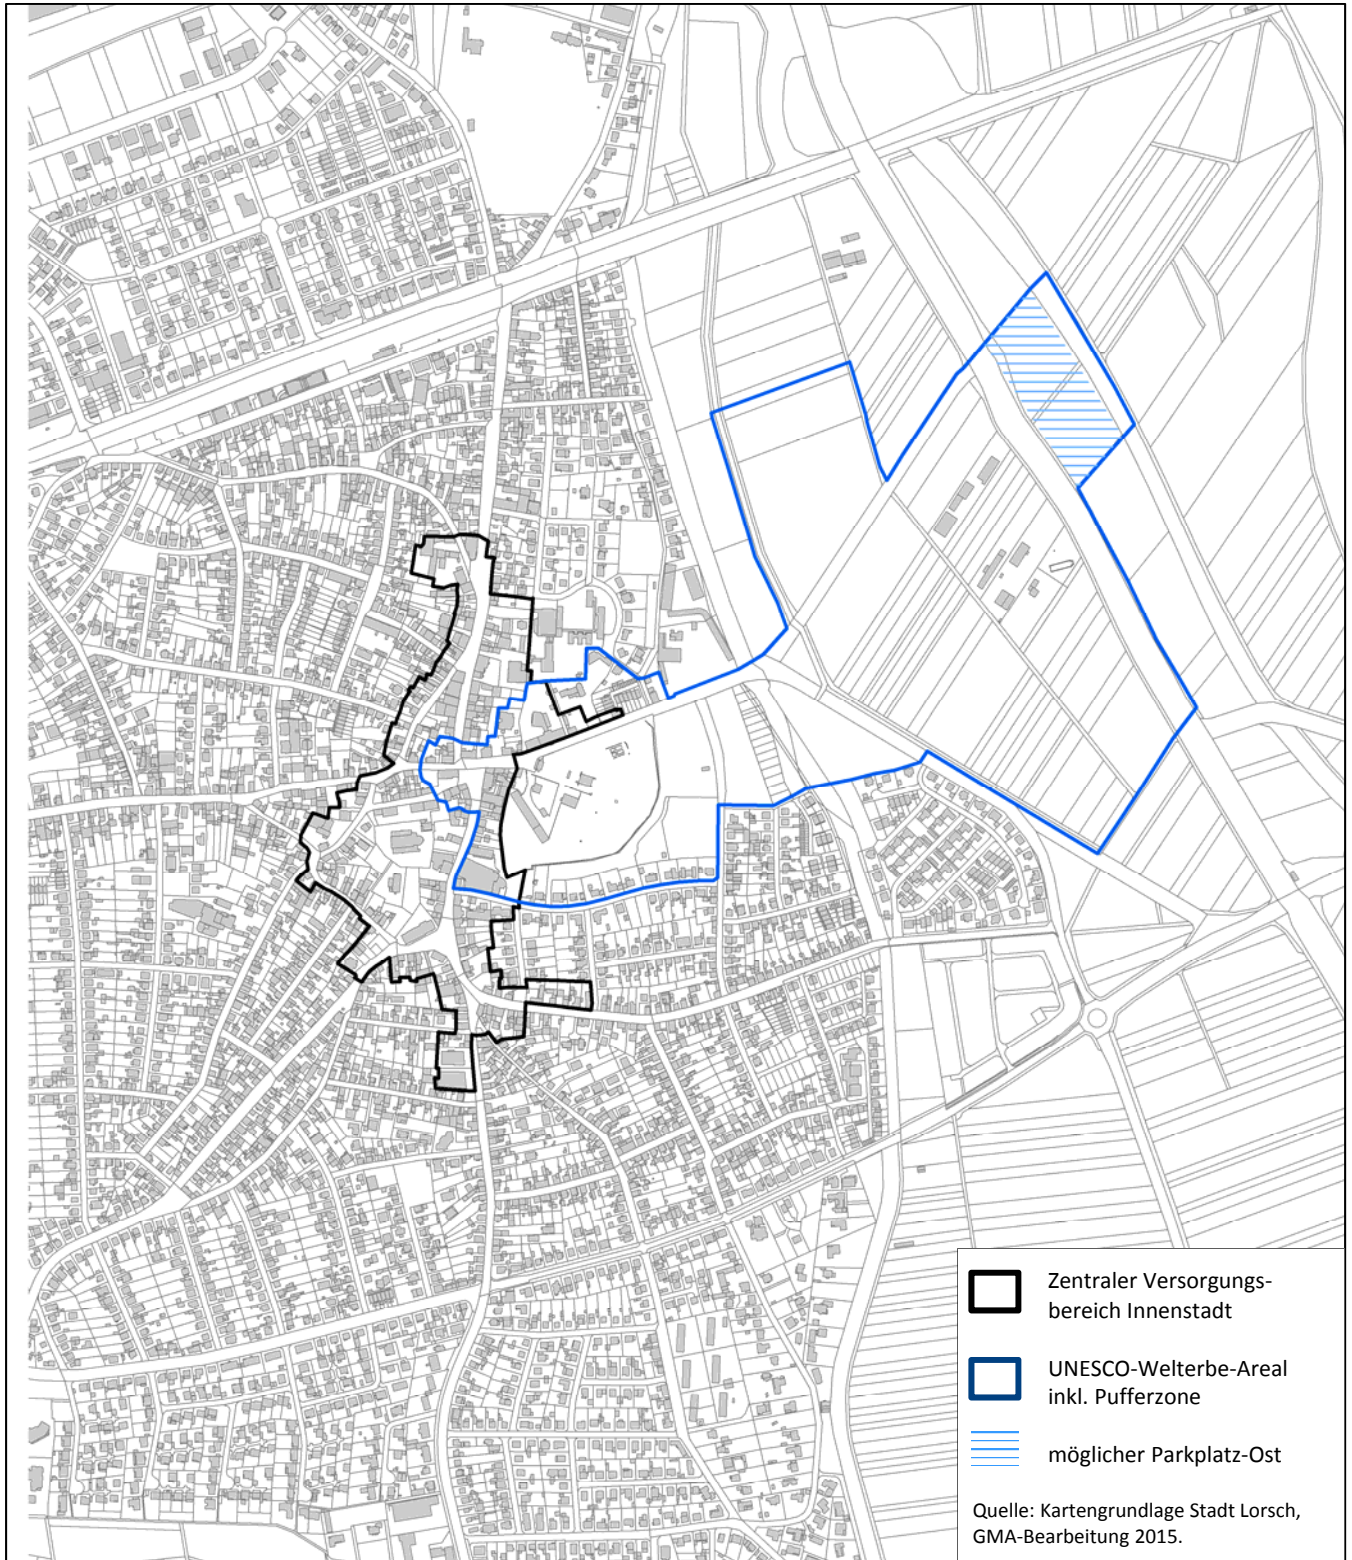 Zentraler Versorgungs-
bereich Innenstadt
UNESCO-Welterbe-Areal
inkl. Pufferzone
möglicher Parkplatz-Ost
Quelle: Kartengrundlage Stadt Lorsch,
GMA-Bearbeitung 2015.